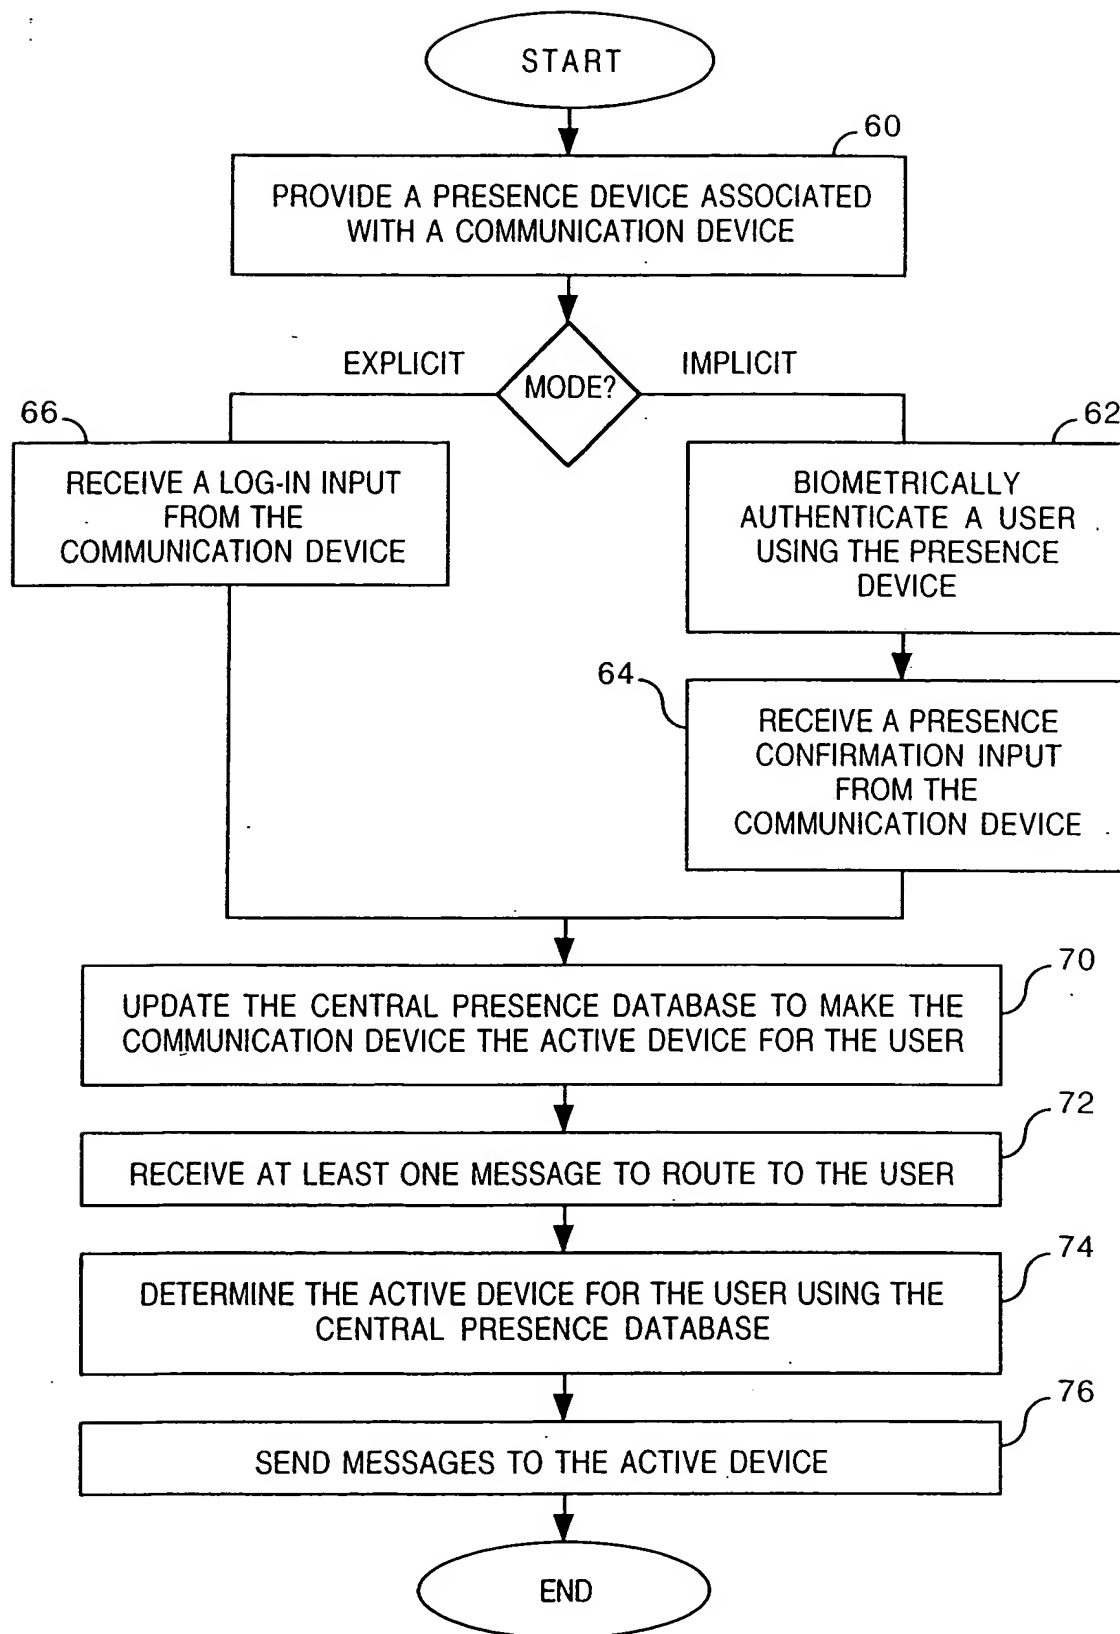 START
60
PROVIDE A PRESENCE DEVICE ASSOCIATED
WITH A COMMUNICATION DEVICE
EXPLICIT
MODE?
IMPLICIT
66
RECEIVE A LOG-IN INPUT
FROM THE
COMMUNICATION DEVICE
62
BIOMETRICALLY
AUTHENTICATE A USER
USING THE PRESENCE
DEVICE
64
RECEIVE A PRESENCE
CONFIRMATION INPUT
FROM THE
COMMUNICATION DEVICE
70
UPDATE THE CENTRAL PRESENCE DATABASE TO MAKE THE
COMMUNICATION DEVICE THE ACTIVE DEVICE FOR THE USER
72
RECEIVE AT LEAST ONE MESSAGE TO ROUTE TO THE USER
74
DETERMINE THE ACTIVE DEVICE FOR THE USER USING THE
CENTRAL PRESENCE DATABASE
76
SEND MESSAGES TO THE ACTIVE DEVICE
END